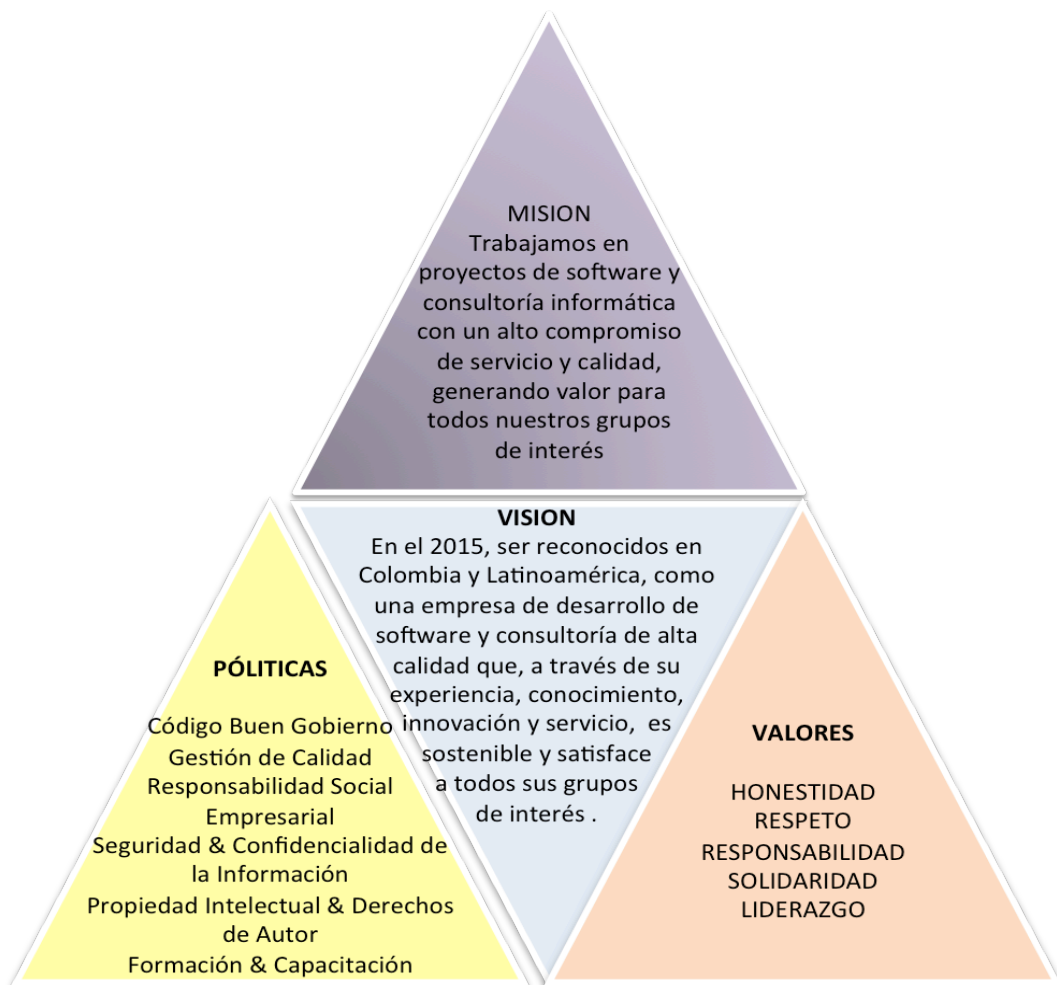 MISION
Trabajamos en
proyectos de software y
consultoría informática
con un alto compromiso
de servicio y calidad,
generando valor para
todos nuestros grupos
de interés
VISION
En el 2015, ser reconocidos en
Colombia y Latinoamérica, como
una empresa de desarrollo de
software y consultoría de alta
calidad que, a través de su
experiencia, conocimiento,
innovación y servicio, es
sostenible y satisface
a todos sus grupos
de interés .
PÓLITICAS
Código Buen Gobierno
Gestión de Calidad
Responsabilidad Social
Empresarial
Seguridad & Confidencialidad de
la Información
Propiedad Intelectual & Derechos
de Autor
Formación & Capacitación
VALORES
HONESTIDAD
RESPETO
RESPONSABILIDAD
SOLIDARIDAD
LIDERAZGO